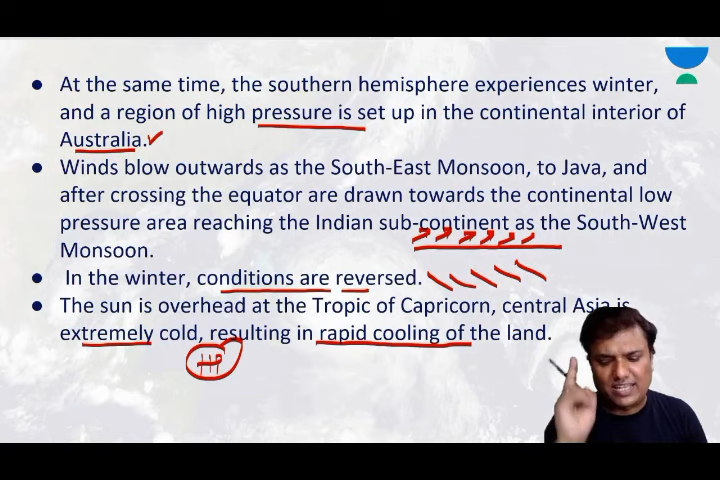 ● At the same time, the southern hemisphere experiences winter,
and a region of high pressure is set up in the continental interior of
Australia.
● Winds blow outwards as the South-East Monsoon, to Java, and
after crossing the equator are drawn towards the continental low
pressure area reaching the Indian sub-continent as the South-West
Monsoon.
● In the winter, conditions are reversed.
● The sun is overhead at the Tropic of Capricorn, central Asia is
extremely cold, resulting in rapid cooling of the land.
HP